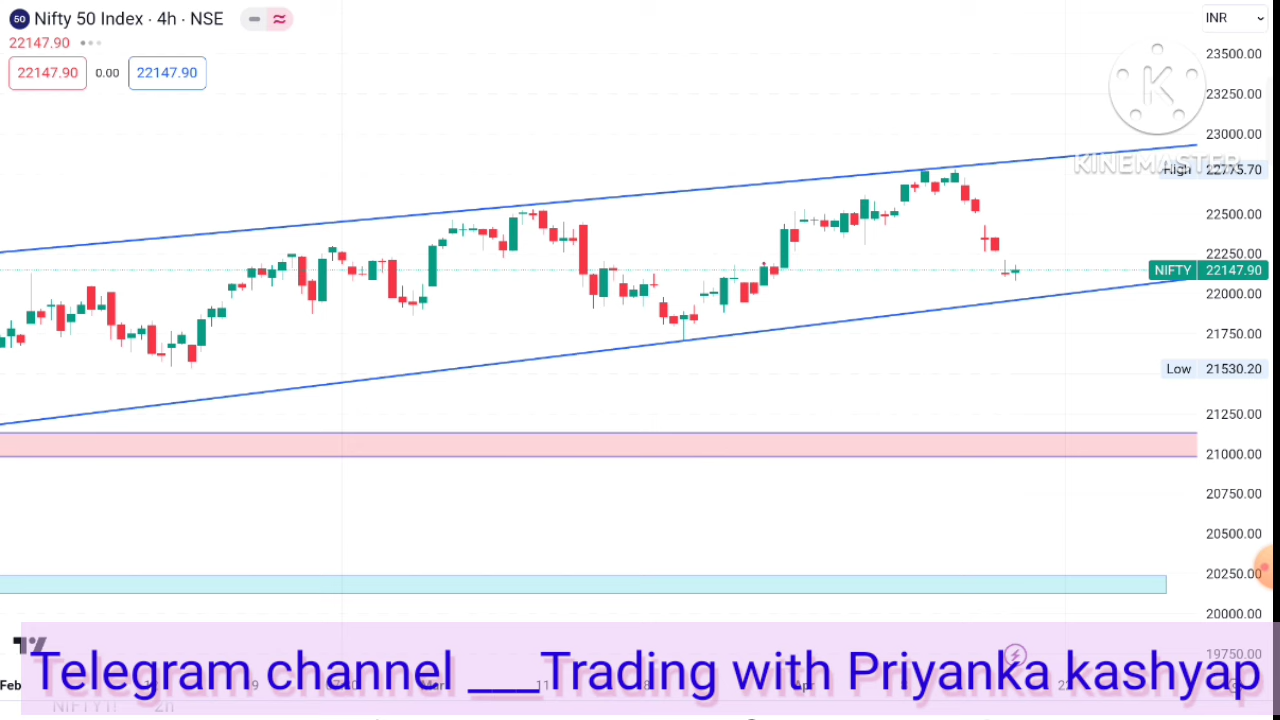 50 Nifty 50 Index · 4h · NSE
INR
22147.90
22147.90 0.00 22147.90
23500.00
K
23250.00
23000.00
KINEMASTER
High 22775.70
22500.00
22250.00
NIFTY 22147.90
22000.00
21750.00
Low 21530.20
21250.00
21000.00
20750.00
20500.00
20250.00
20000.00
19750.00
Telegram channel ___Trading with Priyanka kashyap
Feb Mar 11 Apr